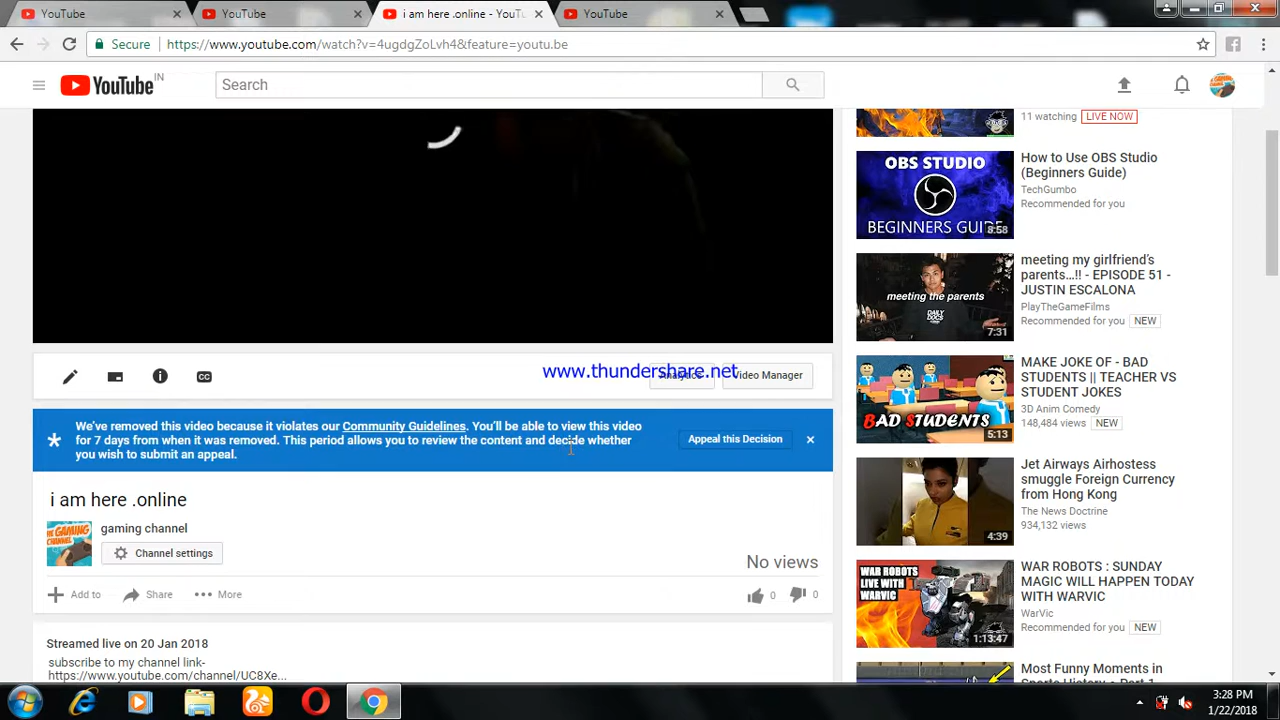 YouTube
YouTube
i am here .online - YouTu
YouTube
Secure
https://www.youtube.com/watch?v=4ugdgZoLvh4&feature=youtu.be
YouTube IN
Search
11 watching LIVE NOW
OBS STUDIO
BEGINNERS GUIDE
8:58
How to Use OBS Studio
(Beginners Guide)
TechGumbo
Recommended for you
meeting the parents
DAILY
DOCS
7:31
meeting my girlfriend's
parents...!! - EPISODE 51 -
JUSTIN ESCALONA
PlayTheGameFilms
Recommended for you NEW
www.thundershare.net
Analytics
Video Manager
We've removed this video because it violates our Community Guidelines. You'll be able to view this video
for 7 days from when it was removed. This period allows you to review the content and decide whether
you wish to submit an appeal.
Appeal this Decision
BAD STUDENTS
5:13
MAKE JOKE OF - BAD
STUDENTS || TEACHER VS
STUDENT JOKES
3D Anim Comedy
148,484 views NEW
i am here .online
gaming channel
Channel settings
No views
Add to
Share
More
0
0
4:39
Jet Airways Airhostess
smuggle Foreign Currency
from Hong Kong
The News Doctrine
934,132 views
WAR ROBOTS
LIVE WITH
WARVIC
1:13:47
WAR ROBOTS : SUNDAY
MAGIC WILL HAPPEN TODAY
WITH WARVIC
WarVic
Recommended for you NEW
Streamed live on 20 Jan 2018
subscribe to my channel link-
https://www.youtube.com/channel/UC8Xe...
Most Funny Moments in
Sports History • Part 1
3:28 PM
1/22/2018